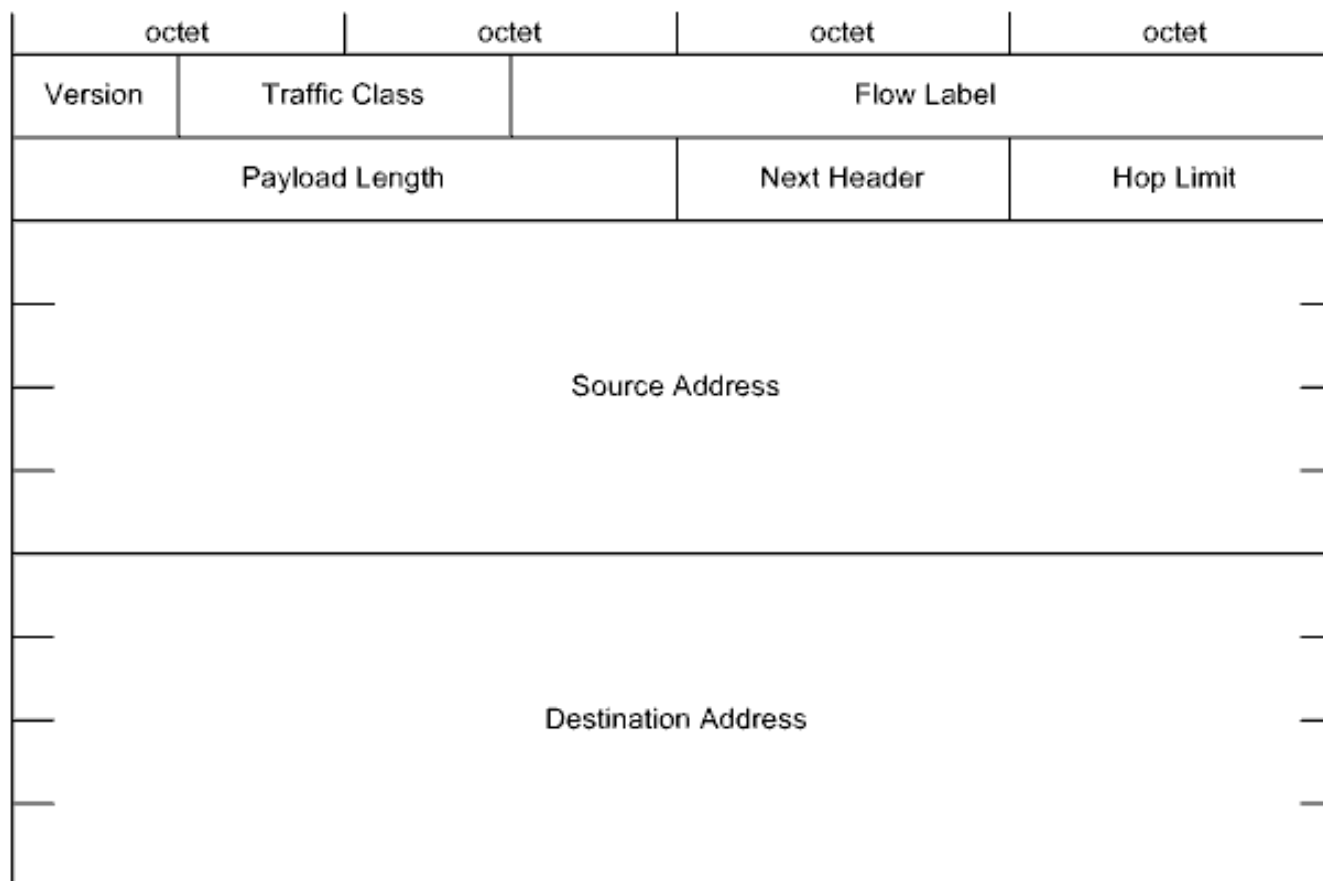 octet octet octet octet
Version Traffic Class Flow Label
Payload Length Next Header Hop Limit
Source Address
Destination Address